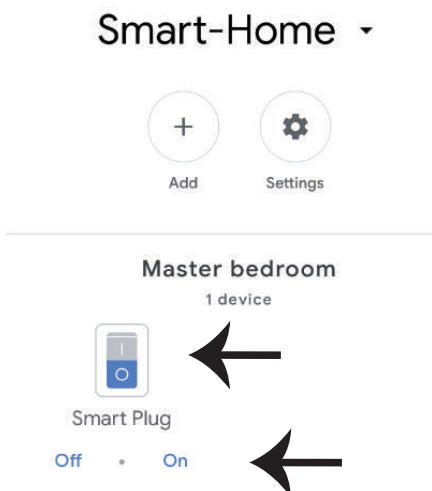 Smart-Home
Add Settings
Master bedroom
1 device
Smart Plug
Off • On